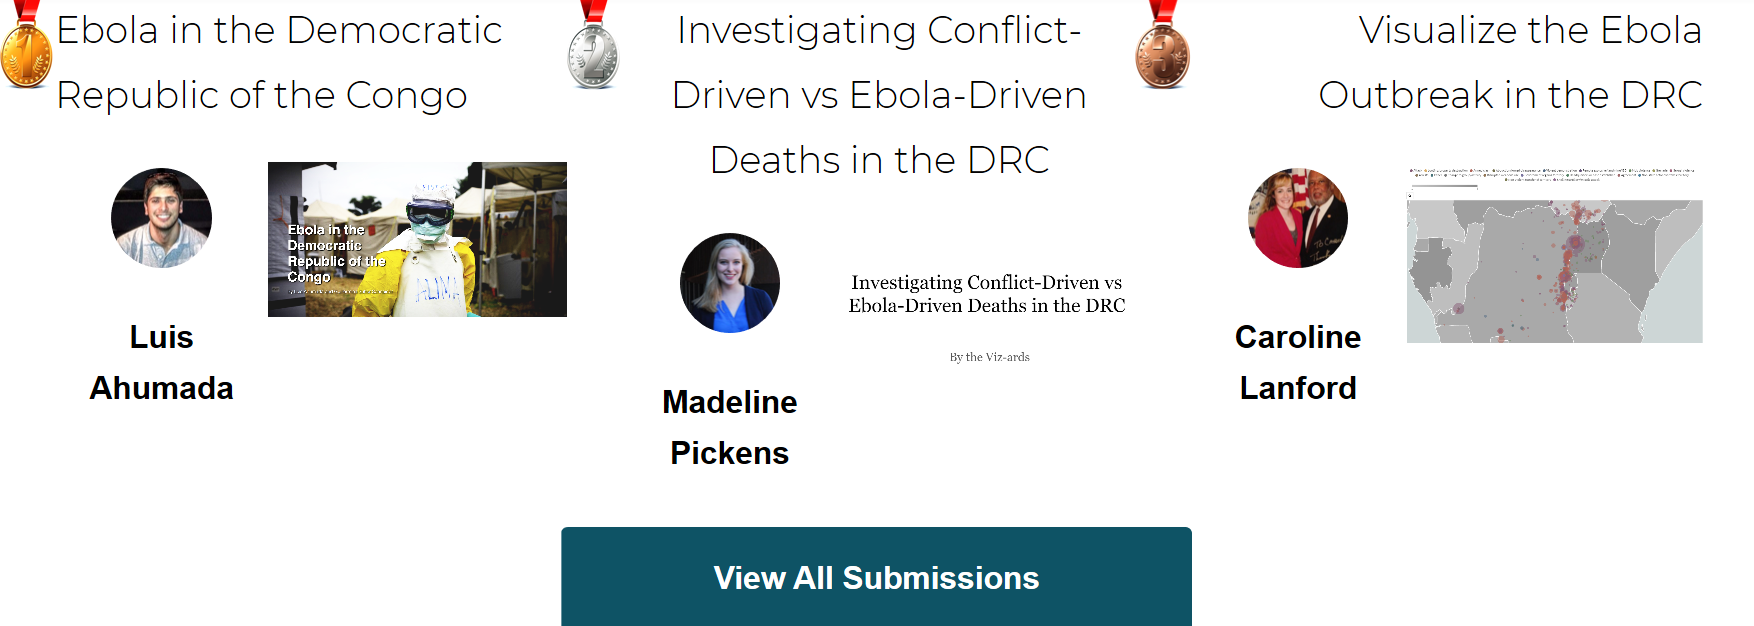 1
Ebola in the Democratic
Republic of the Congo
Ebola in the
Democratic
Republic of the
Congo
ALIMA
Luis
Ahumada
2
Investigating Conflict-
Driven vs Ebola-Driven
Deaths in the DRC
Investigating Conflict-Driven vs
Ebola-Driven Deaths in the DRC
By the Viz-ards
Madeline
Pickens
3
Visualize the Ebola
Outbreak in the DRC
Caroline
Lanford
View All Submissions